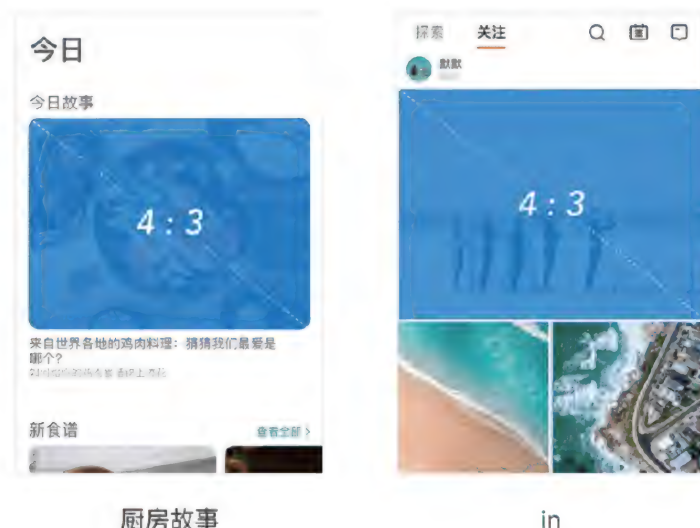 今日
今日故事
4 : 3
来自世界各地的鸡肉料理：猜猜我们最爱是
哪个？
新食谱
查看全部 >
厨房故事
探索
关注
默默
4 : 3
in